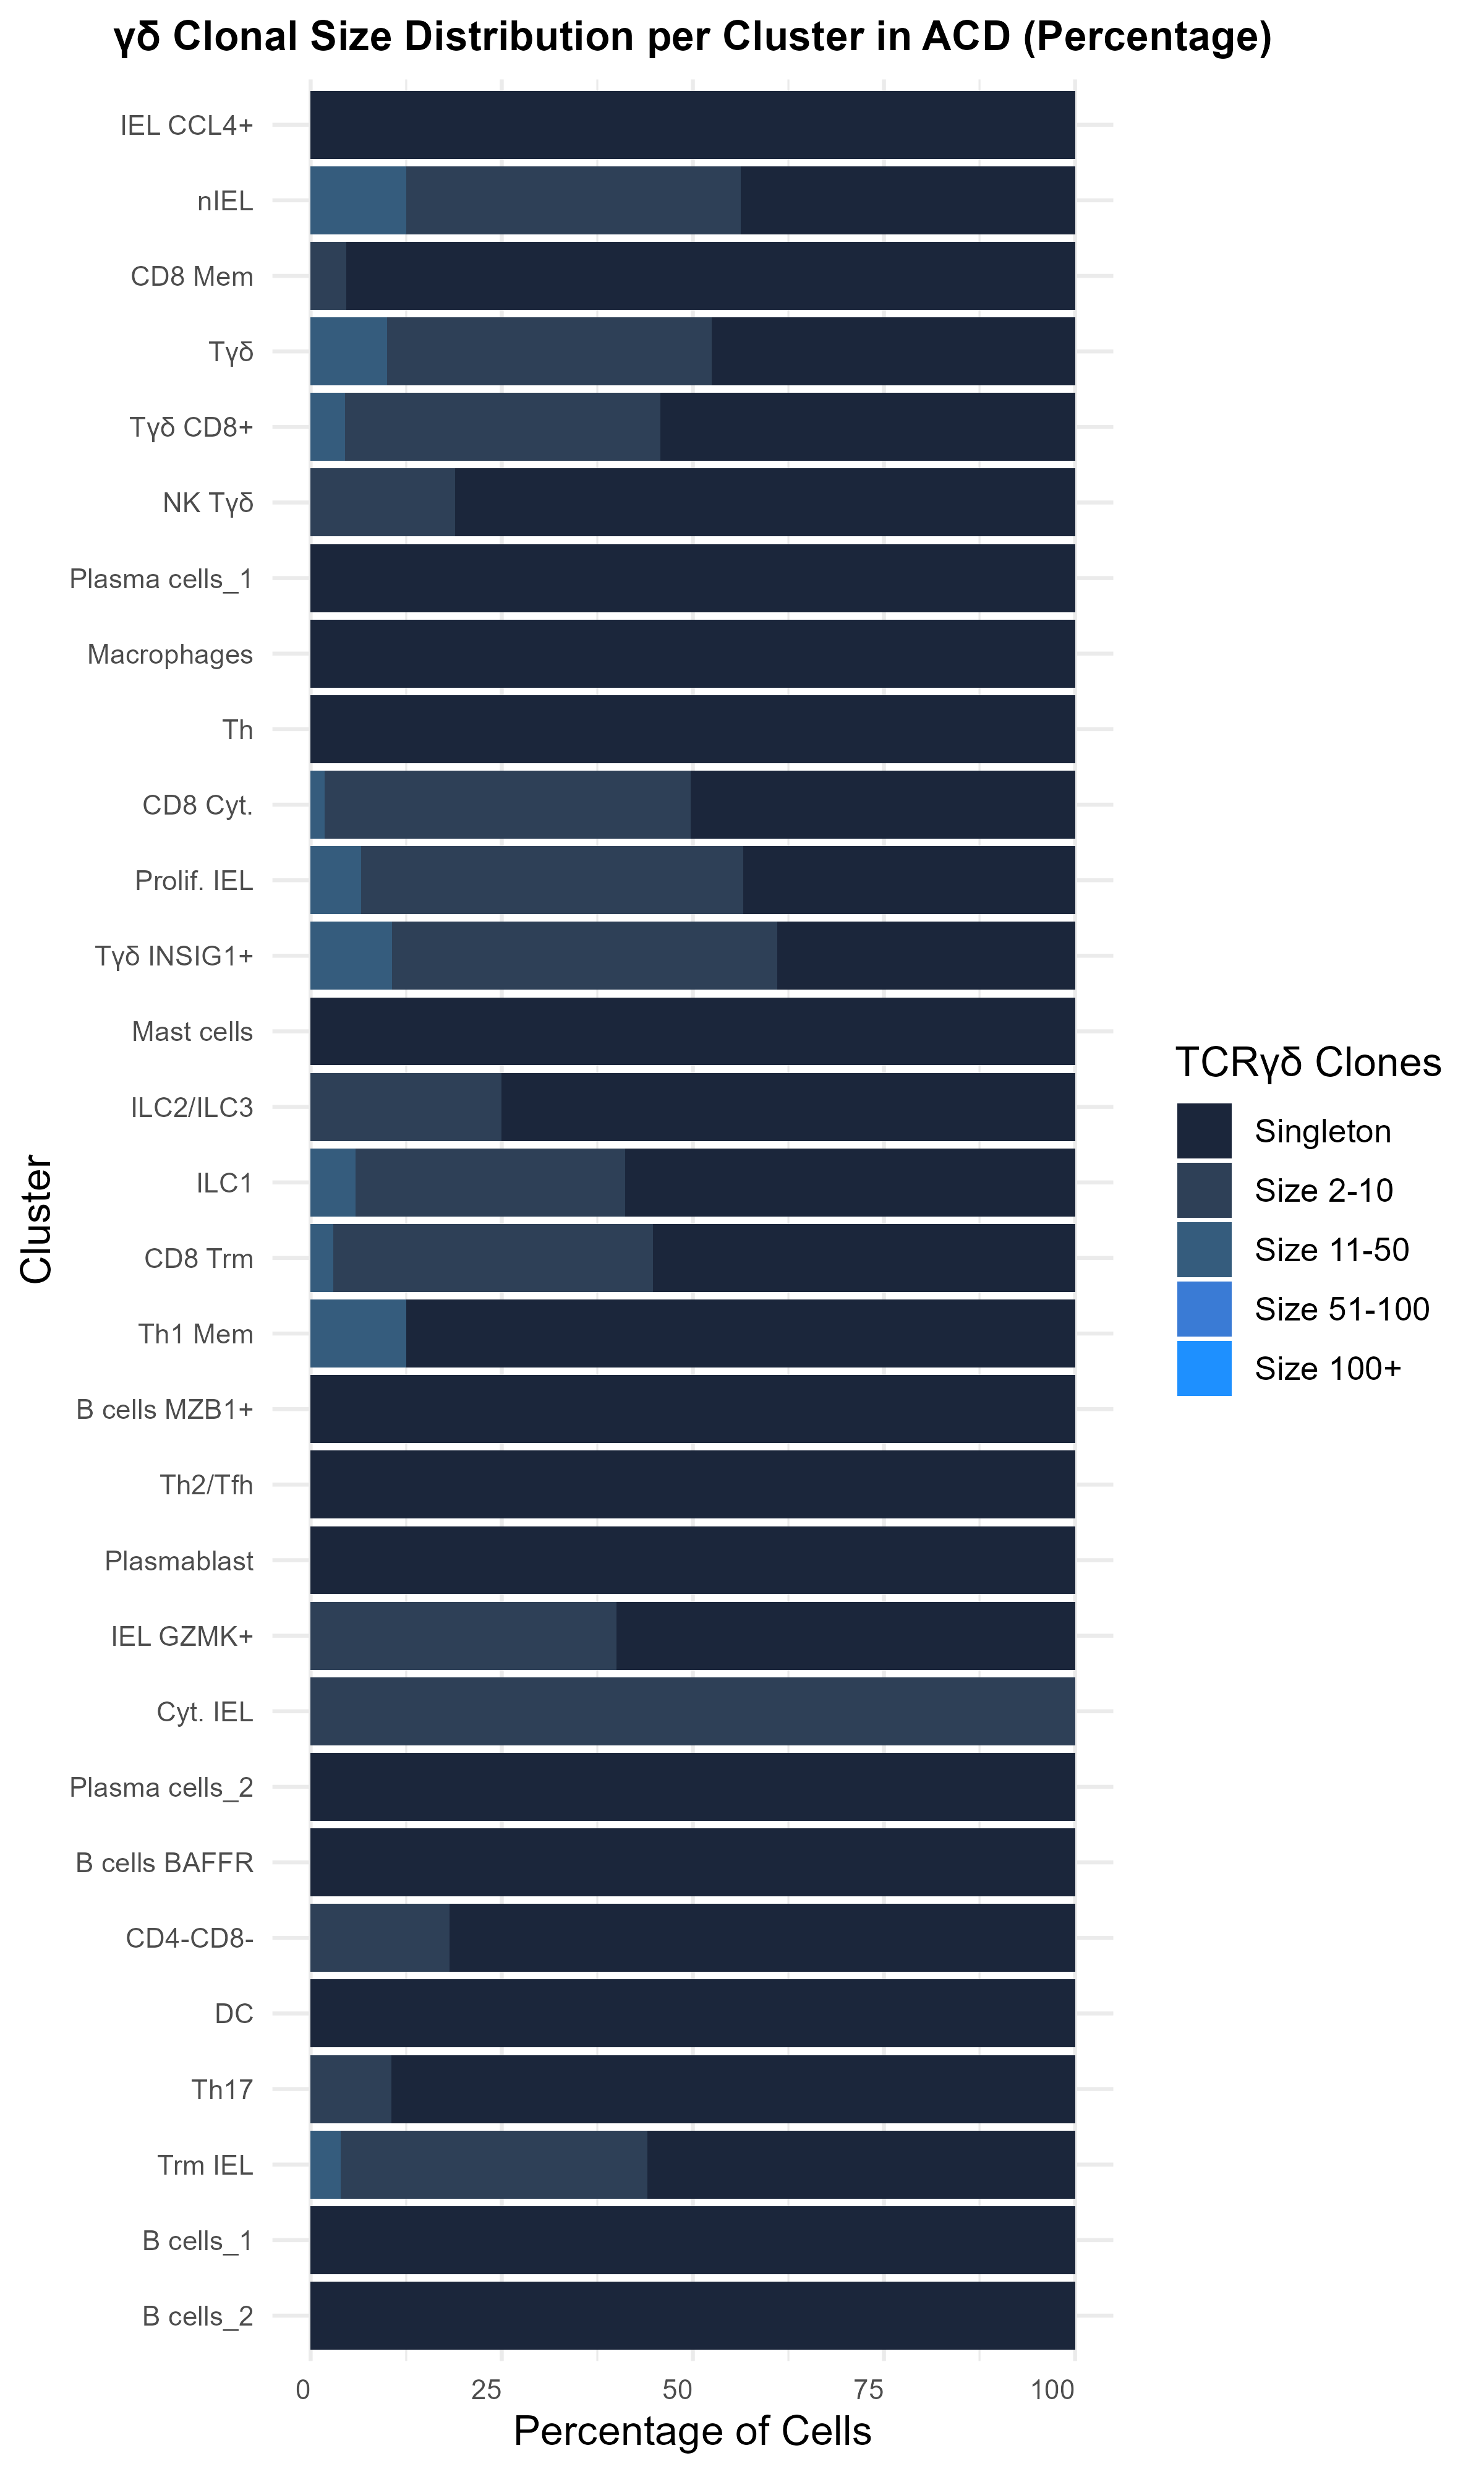 γδ Clonal Size Distribution per Cluster in ACD (Percentage)
IEL CCL4+
nIEL
CD8 Mem
Tγδ
Tγδ CD8+
NK Tγδ
Plasma cells_1
Macrophages
Th
CD8 Cyt.
Prolif. IEL
Tγδ INSIG1+
Mast cells
ILC2/ILC3
ILC1
CD8 Trm
Th1 Mem
B cells MZB1+
Th2/Tfh
Plasmablast
IEL GZMK+
Cyt. IEL
Plasma cells_2
B cells BAFFR
CD4-CD8-
DC
Th17
Trm IEL
B cells_1
B cells_2
Cluster
0 25 50 75 100
Percentage of Cells
TCRγδ Clones
Singleton
Size 2-10
Size 11-50
Size 51-100
Size 100+